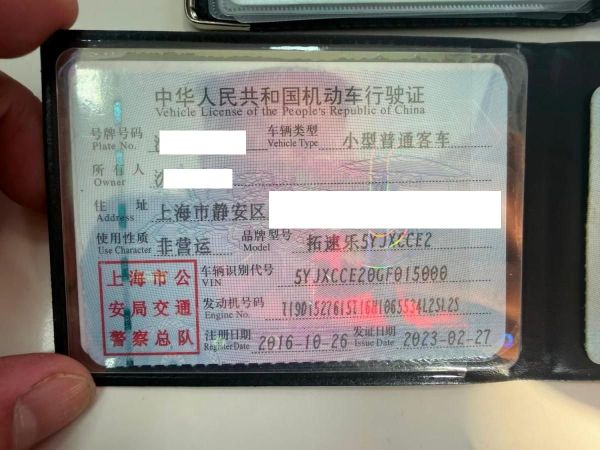 中华人民共和国机动车行驶证
Vehicle License of the People's Republic of China
号牌号码 车辆类型 小型普通客车
Plate No. Vehicle Type
所有人
Owner
住址 上海市静安区
Address
使用性质 非营运 品牌型号 拓速乐5YJXCCE2
Use Character Model
上海市公 车辆识别代号 5YJXCCE20GF015000
VIN
安局交通 发动机号码
Engine No.
警察总队 注册日期 2016-10-26 发证日期 2023-02-27
Register Date Issue Date